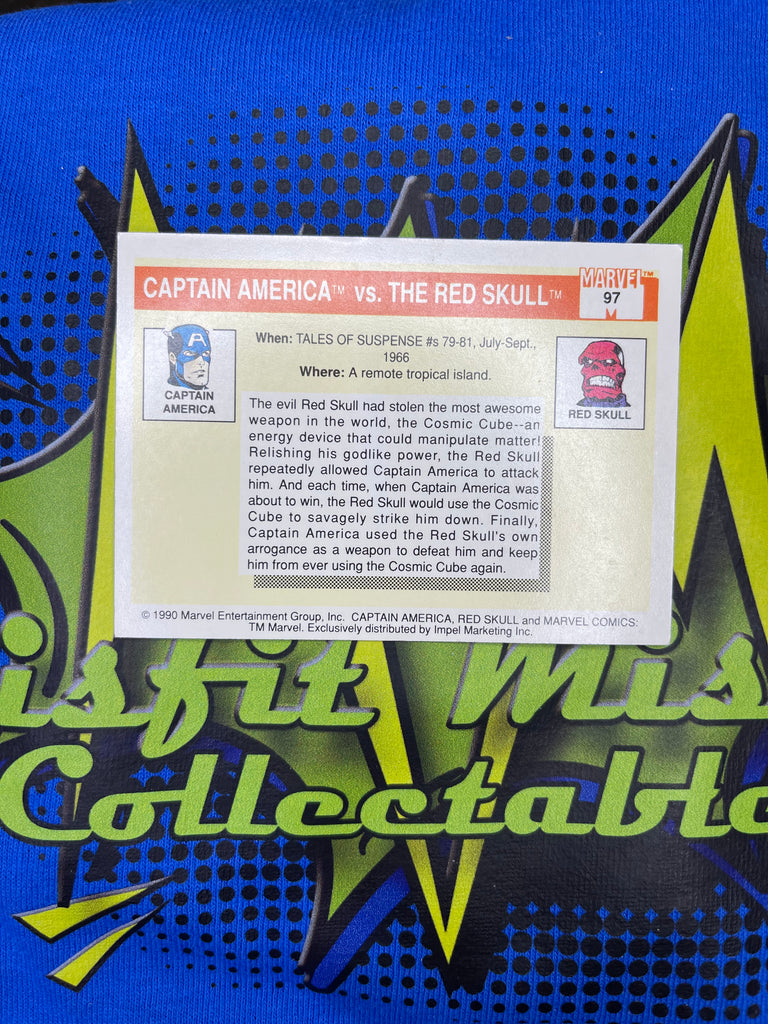 CAPTAIN AMERICA™ vs. THE RED SKULL™
MARVEL™
97
M
When: TALES OF SUSPENSE #s 79-81, July-Sept.,
1966
Where: A remote tropical island.
CAPTAIN
AMERICA
RED SKULL
The evil Red Skull had stolen the most awesome
weapon in the world, the Cosmic Cube--an
energy device that could manipulate matter!
Relishing his godlike power, the Red Skull
repeatedly allowed Captain America to attack
him. And each time, when Captain America was
about to win, the Red Skull would use the Cosmic
Cube to savagely strike him down. Finally,
Captain America used the Red Skull's own
arrogance as a weapon to defeat him and keep
him from ever using the Cosmic Cube again.
© 1990 Marvel Entertainment Group, Inc. CAPTAIN AMERICA, RED SKULL and MARVEL COMICS:
TM Marvel. Exclusively distributed by Impel Marketing Inc.
isfit Mis
Collectable